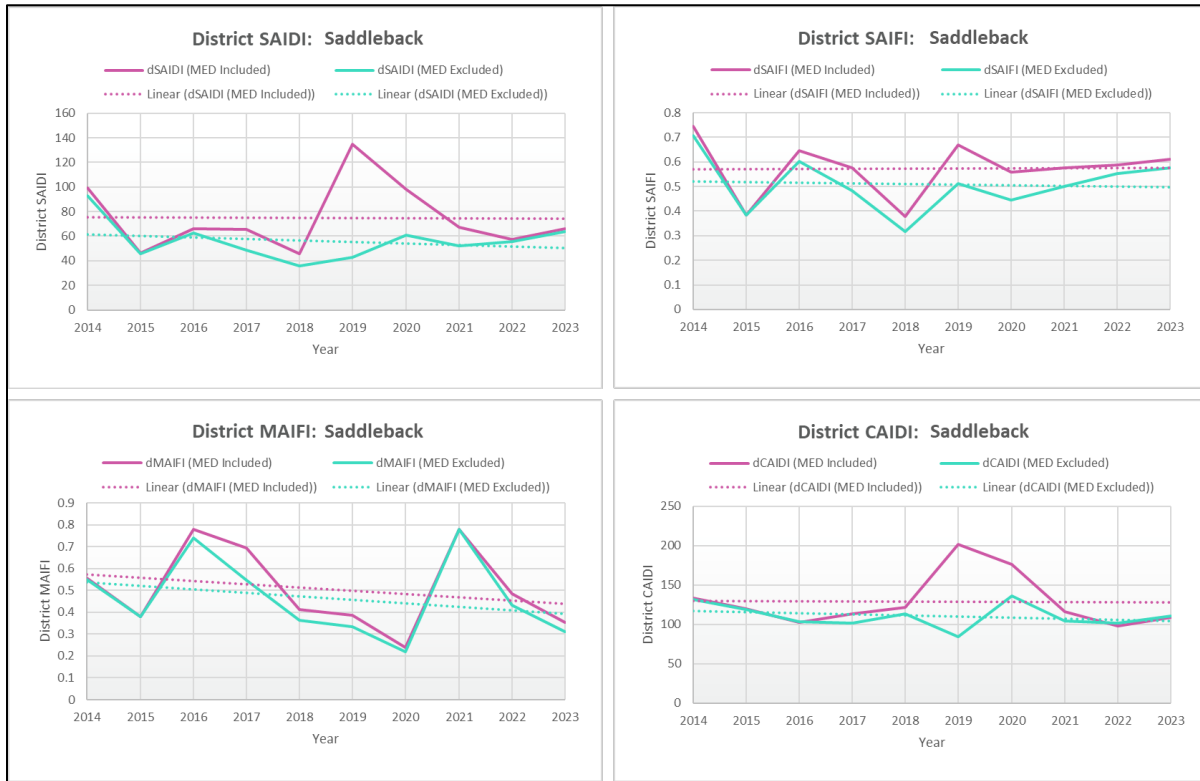 District SAIDI: Saddleback
dSAIDI (MED Included)
dSAIDI (MED Excluded)
Linear (dSAIDI (MED Included))
Linear (dSAIDI (MED Excluded))
160
140
120
100
80
60
40
20
0
District SAIDI
2014 2015 2016 2017 2018 2019 2020 2021 2022 2023
Year
District SAIFI: Saddleback
dSAIFI (MED Included)
dSAIFI (MED Excluded)
Linear (dSAIFI (MED Included))
Linear (dSAIFI (MED Excluded))
0.8
0.7
0.6
0.5
0.4
0.3
0.2
0.1
0
District SAIFI
2014 2015 2016 2017 2018 2019 2020 2021 2022 2023
Year
District MAIFI: Saddleback
dMAIFI (MED Included)
dMAIFI (MED Excluded)
Linear (dMAIFI (MED Included))
Linear (dMAIFI (MED Excluded))
0.9
0.8
0.7
0.6
0.5
0.4
0.3
0.2
0.1
0
District MAIFI
2014 2015 2016 2017 2018 2019 2020 2021 2022 2023
Year
District CAIDI: Saddleback
dCAIDI (MED Included)
dCAIDI (MED Excluded)
Linear (dCAIDI (MED Included))
Linear (dCAIDI (MED Excluded))
250
200
150
100
50
0
District CAIDI
2014 2015 2016 2017 2018 2019 2020 2021 2022 2023
Year